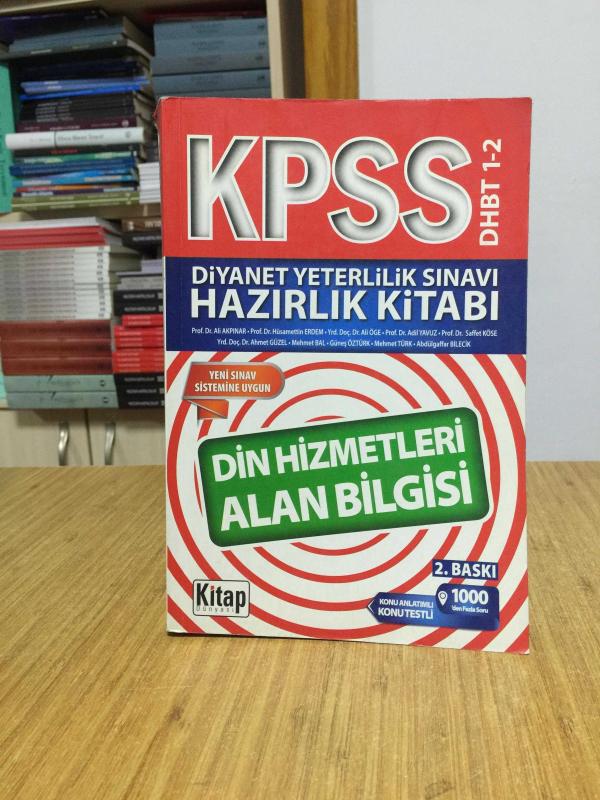 KPSS
DHBT 1-2
DİYANET YETERLİLİK SINAVI
HAZIRLIK KİTABI
Prof. Dr. Ali AKPINAR • Prof. Dr. Hüsamettin ERDEM • Yrd. Doç. Dr. Ali ÖGE • Prof. Dr. Adil YAVUZ • Prof. Dr. Saffet KÖSE
Yrd. Doç. Dr. Ahmet GÜZEL • Mehmet BAL • Güneş ÖZTÜRK • Mehmet TÜRK • Abdülgaffar BİLECİK
YENİ SINAV
SİSTEMİNE UYGUN
DİN HİZMETLERİ
ALAN BİLGİSİ
2. BASKI
KONU ANLATIMLI
KONU TESTLİ
1000
'den Fazla Soru
Kitap
Dünyası